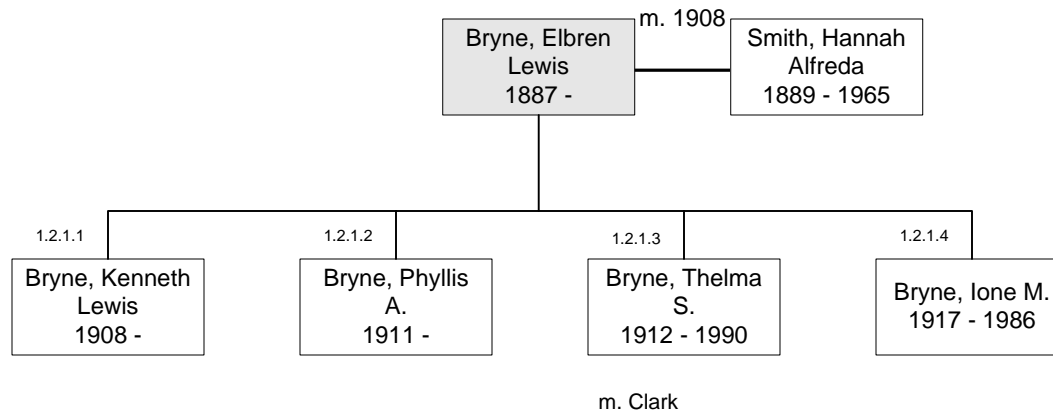 m. 1908
Bryne, Elbren
Lewis
1887 -
Smith, Hannah
Alfreda
1889 - 1965
1.2.1.1
1.2.1.2
1.2.1.3
1.2.1.4
Bryne, Kenneth
Lewis
1908 -
Bryne, Phyllis
A.
1911 -
Bryne, Thelma
S.
1912 - 1990
Bryne, Ione M.
1917 - 1986
m. Clark